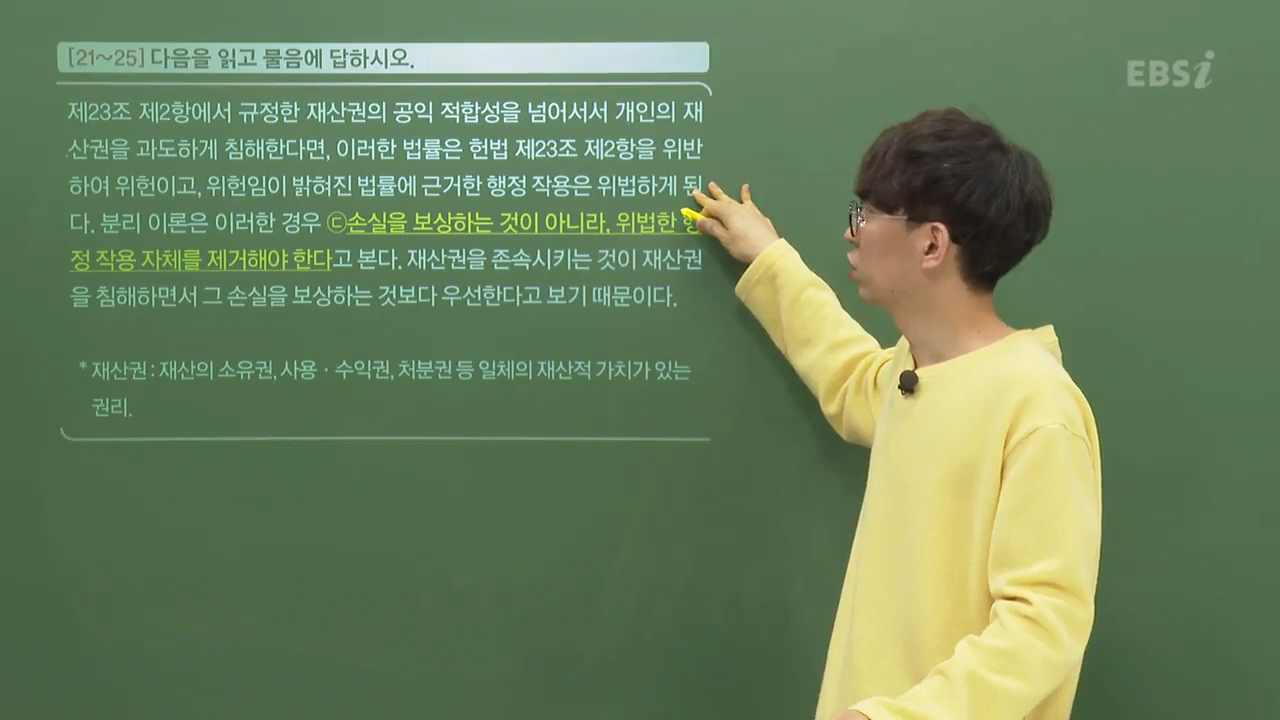 [21~25] 다음을 읽고 물음에 답하시오.
EBSi
제23조 제2항에서 규정한 재산권의 공익 적합성을 넘어서서 개인의 재
산권을 과도하게 침해한다면, 이러한 법률은 헌법 제23조 제2항을 위반
하여 위헌이고, 위헌임이 밝혀진 법률에 근거한 행정 작용은 위법하게 된
다. 분리 이론은 이러한 경우 ㉢손실을 보상하는 것이 아니라, 위법한 행
정 작용 자체를 제거해야 한다고 본다. 재산권을 존속시키는 것이 재산권
을 침해하면서 그 손실을 보상하는 것보다 우선한다고 보기 때문이다.
* 재산권 : 재산의 소유권, 사용 · 수익권, 처분권 등 일체의 재산적 가치가 있는
권리.